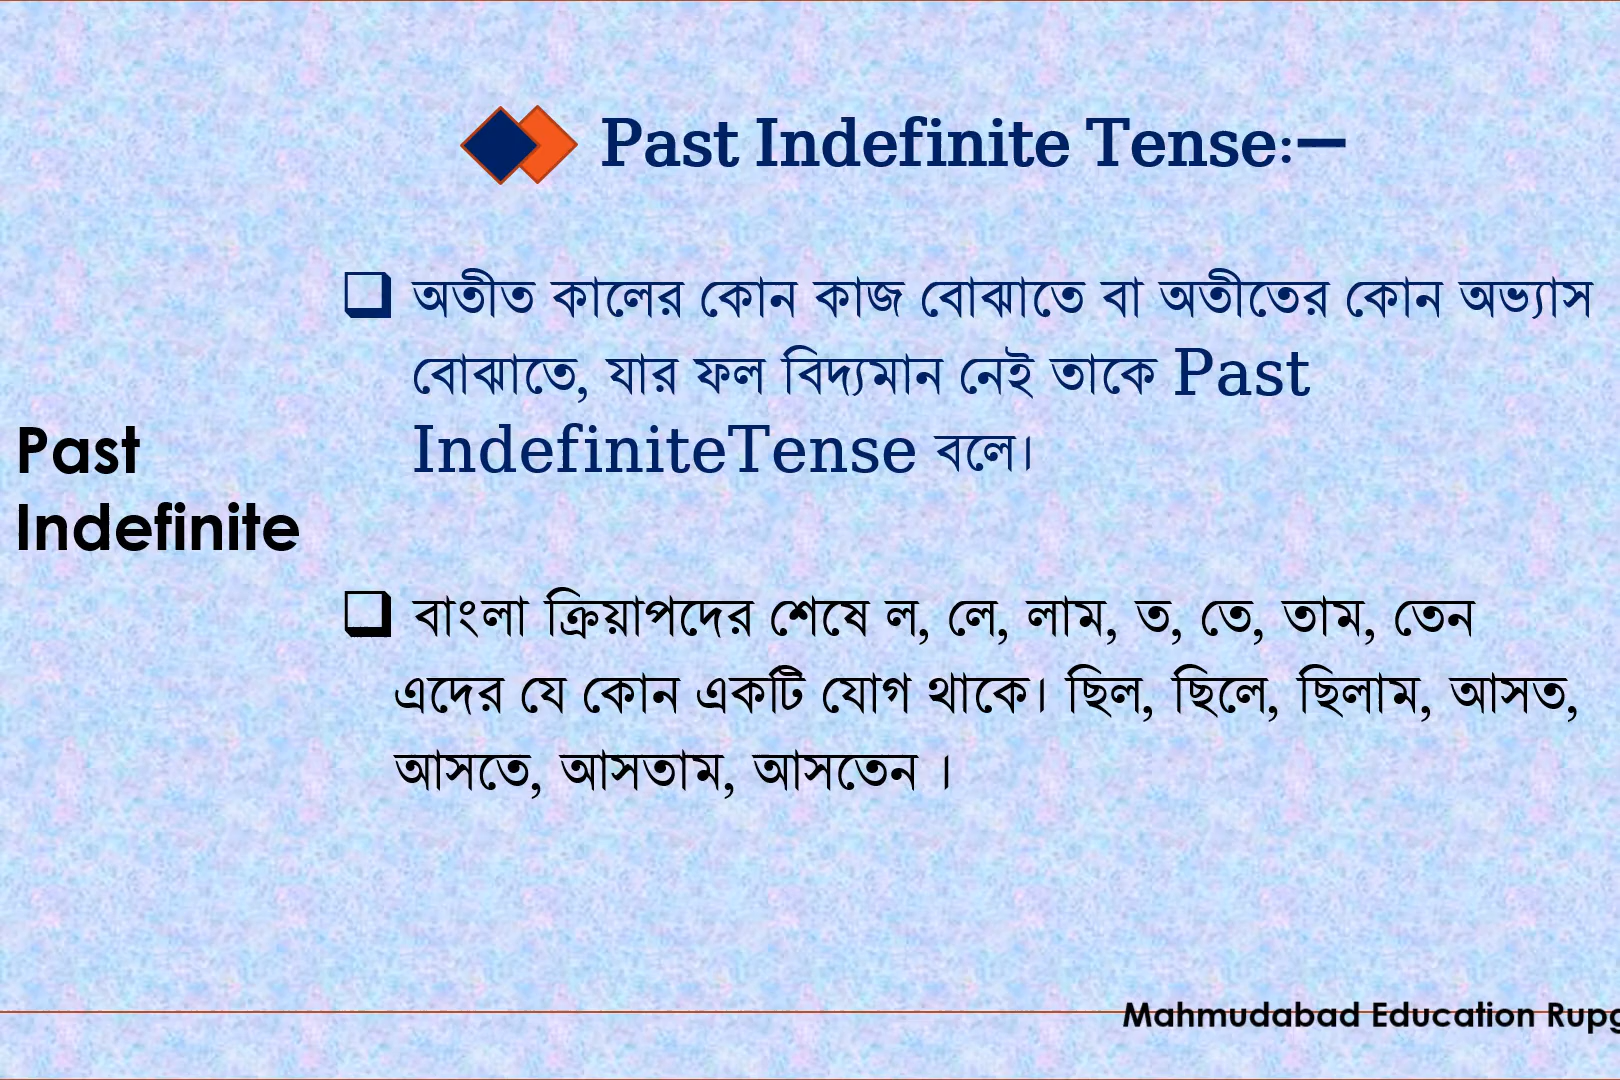 Past Indefinite Tense:−
অতীত কালের কোন কাজ বোঝাতে বা অতীতের কোন অভ্যাস
বোঝাতে, যার ফল বিদ্যমান নেই তাকে Past
IndefiniteTense বলে।
Past
Indefinite
বাংলা ক্রিয়াপদের শেষে ল, লে, লাম, ত, তে, তাম, তেন
এদের যে কোন একটি যোগ থাকে। ছিল, ছিলে, ছিলাম, আসত,
আসতে, আসতাম, আসতেন ।
Mahmudabad Education